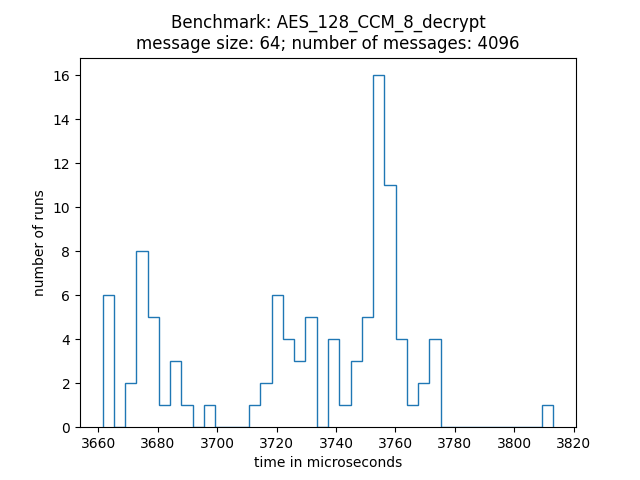 Benchmark: AES_128_CCM_8_decrypt
message size: 64; number of messages: 4096
16
14
12
10
8
6
4
2
0
number of runs
3660 3680 3700 3720 3740 3760 3780 3800 3820
time in microseconds